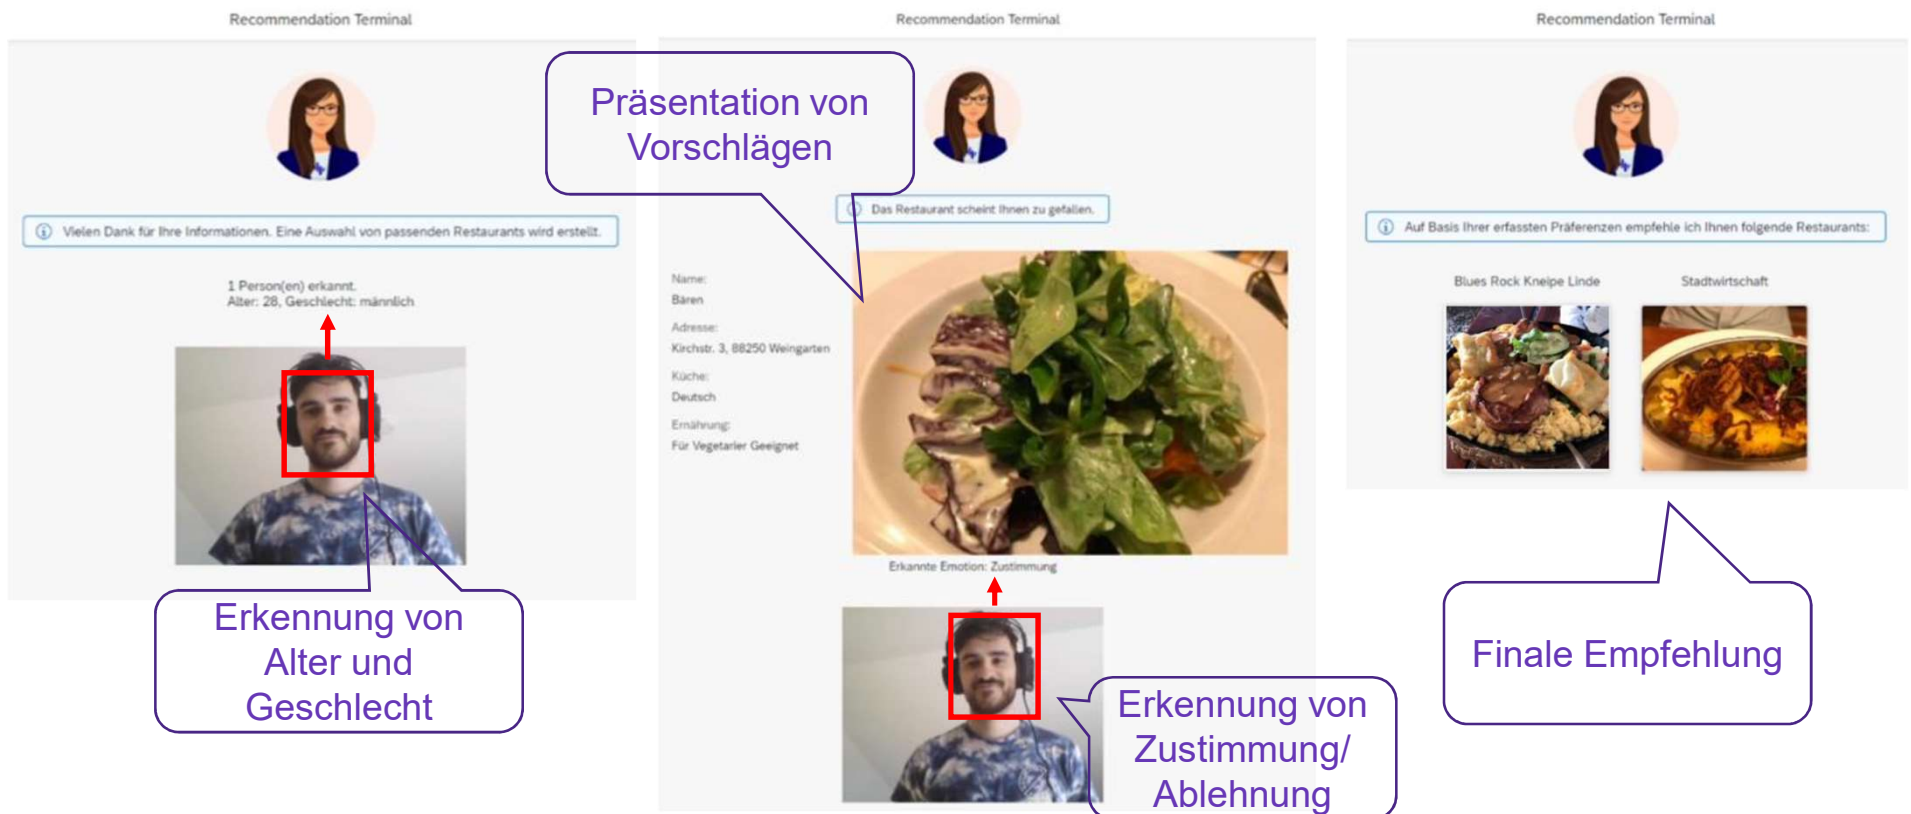 Recommendation Terminal
Vielen Dank für Ihre Informationen. Eine Auswahl von passenden Restaurants wird erstellt.
1 Person(en) erkannt.
Alter: 28, Geschlecht: männlich
Erkennung von
Alter und
Geschlecht
Recommendation Terminal
Präsentation von
Vorschlägen
Das Restaurant scheint Ihnen zu gefallen.
Name:
Bären
Adresse:
Kirchstr. 3, 88250 Weingarten
Küche:
Deutsch
Ernährung:
Für Vegetarier Geeignet
Erkannte Emotion: Zustimmung
Erkennung von
Zustimmung/
Ablehnung
Recommendation Terminal
Auf Basis Ihrer erfassten Präferenzen empfehle ich Ihnen folgende Restaurants:
Blues Rock Kneipe Linde
Stadtwirtschaft
Finale Empfehlung